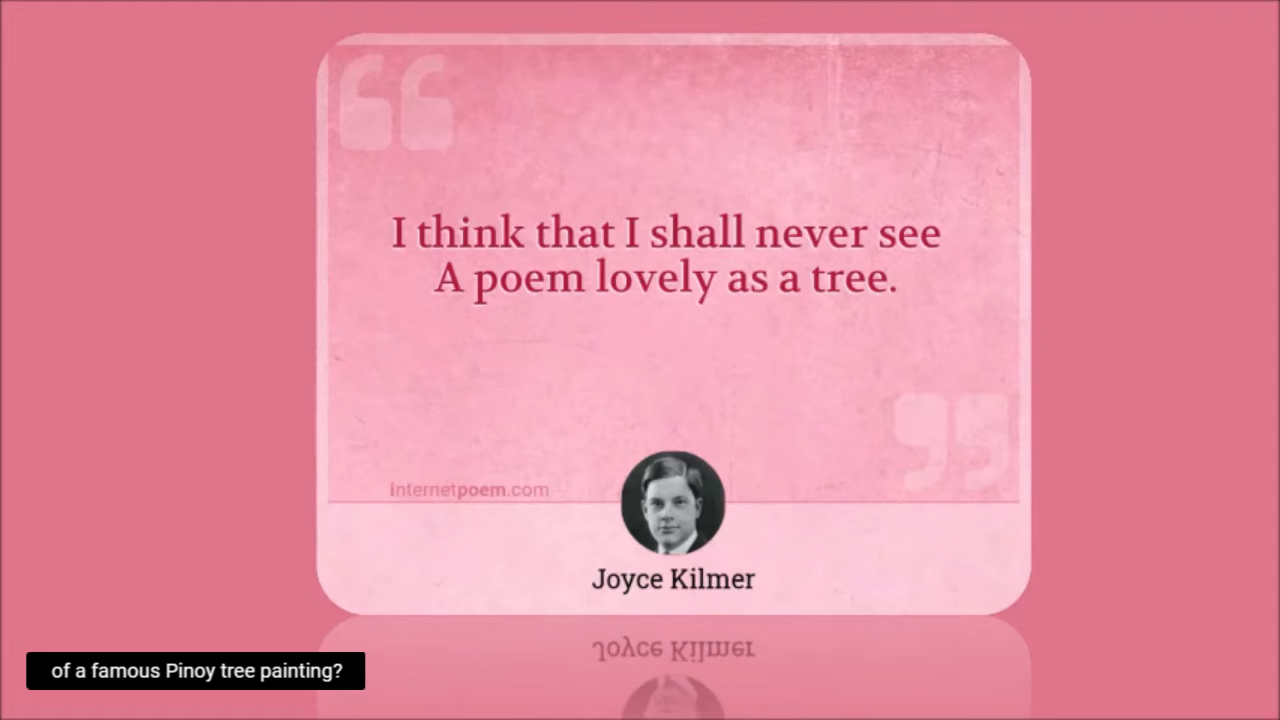 I think that I shall never see
A poem lovely as a tree.
internetpoem.com
Joyce Kilmer
Joyce Kilmer
of a famous Pinoy tree painting?